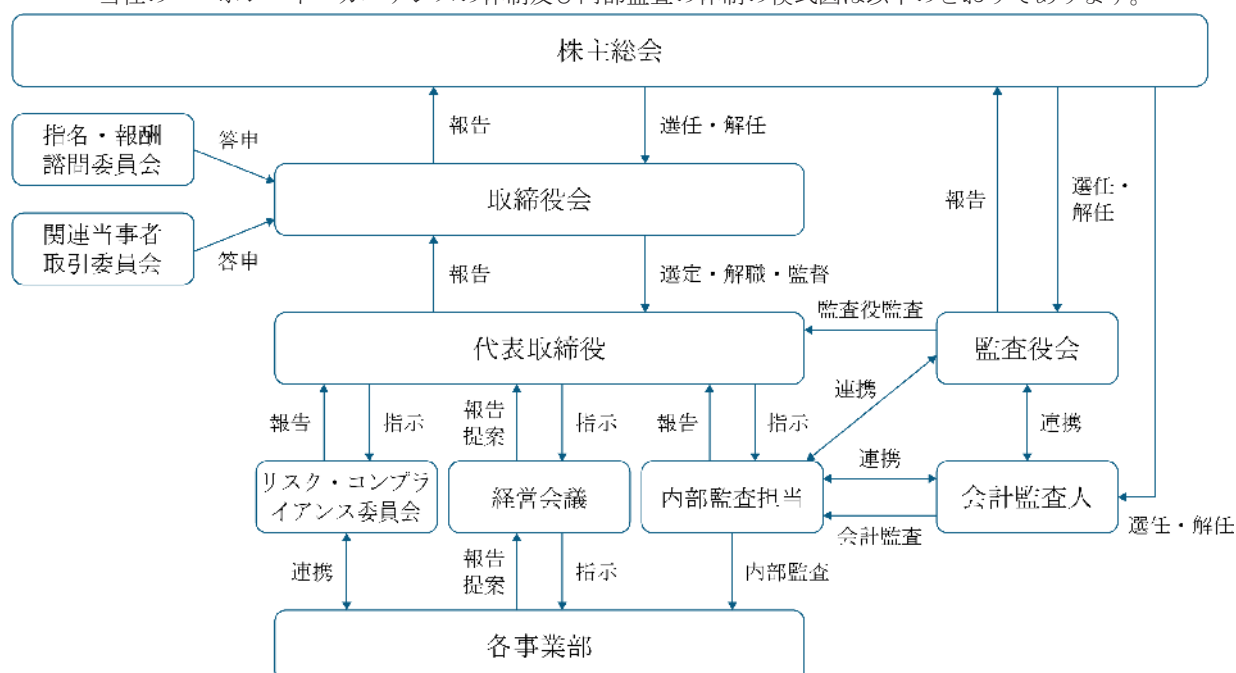 株主総会
指名・報酬
諮問委員会
答申
報告
選任・解任
取締役会
報告
選任・
解任
関連当事者
取引委員会
答申
報告
選定・解職・監督
監査役監査
代表取締役
監査役会
報告
指示
報告
提案
指示
報告
指示
連携
連携
リスク・コンプラ
イアンス委員会
経営会議
内部監査担当
連携
会計監査
会計監査人
選任・解任
連携
報告
提案
指示
内部監査
各事業部